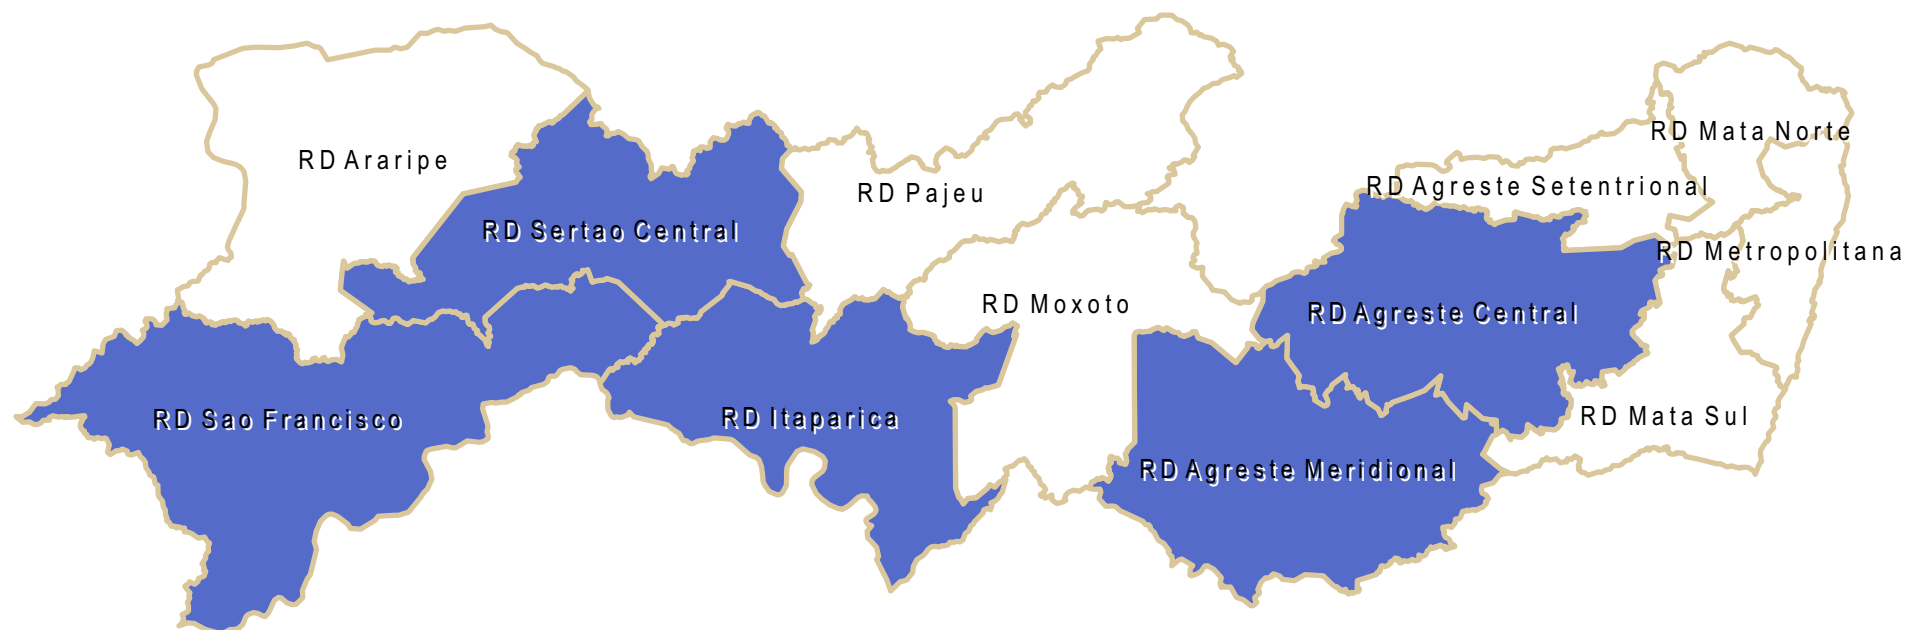 RD Mata Norte
RD Araripe
RD Agreste Setentrional
RD Pajeu
RD Sertao Central
RD Metropolitana
RD Moxoto
RD Agreste Central
RD Mata Sul
RD Sao Francisco
RD Itaparica
RD Agreste Meridional